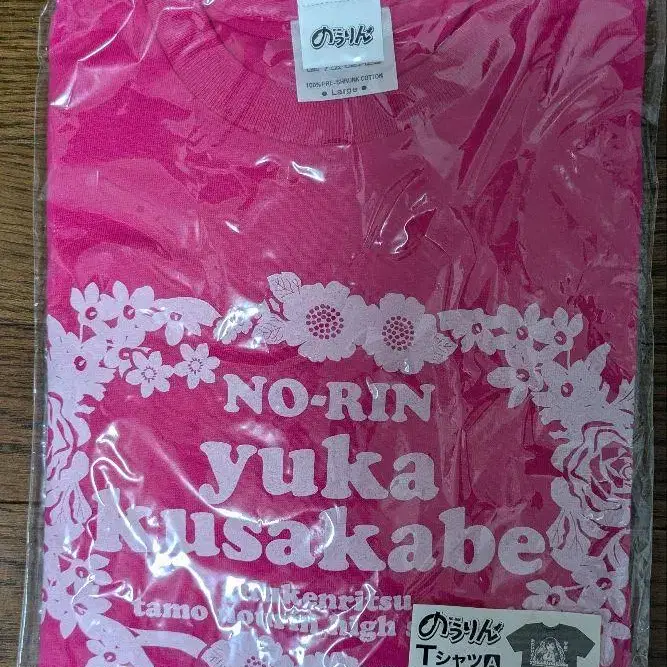 のうりん
100% PRE-SHRUNK COTTON
• Large •
NO-RIN
yuka
kusakabe
kenritsu
tamo
high
のうりん
Tシャツ A